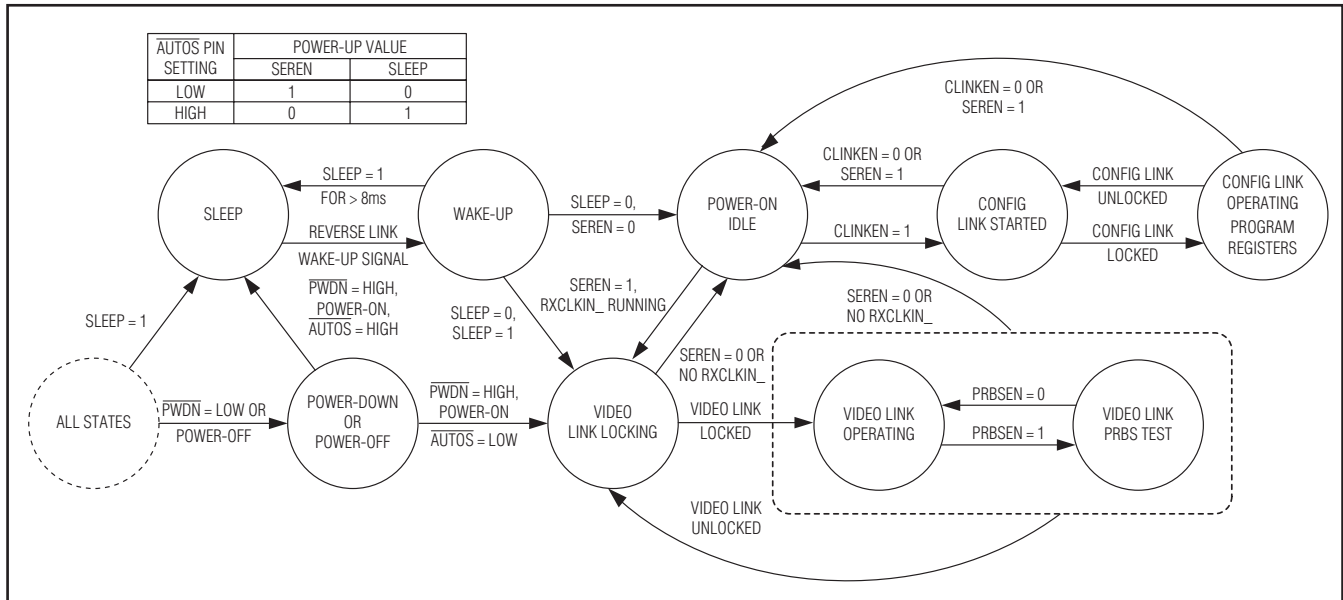 AUTOS PIN SETTING
POWER-UP VALUE
SEREN
SLEEP
LOW
1
0
HIGH
0
1
CLINKEN = 0 OR
SEREN = 1
SLEEP
SLEEP = 1
FOR > 8ms
REVERSE LINK
WAKE-UP SIGNAL
WAKE-UP
SLEEP = 0,
SEREN = 0
POWER-ON
IDLE
CLINKEN = 0 OR
SEREN = 1
CLINKEN = 1
CONFIG
LINK STARTED
CONFIG LINK
UNLOCKED
CONFIG LINK
LOCKED
CONFIG LINK
OPERATING
PROGRAM
REGISTERS
SLEEP = 1
PWDN = HIGH,
POWER-ON,
AUTOS = HIGH
SLEEP = 0,
SLEEP = 1
SEREN = 1,
RXCLKIN_ RUNNING
SEREN = 0 OR
NO RXCLKIN_
SEREN = 0 OR
NO RXCLKIN_
ALL STATES
PWDN = LOW OR
POWER-OFF
POWER-DOWN
OR
POWER-OFF
PWDN = HIGH,
POWER-ON
AUTOS = LOW
VIDEO
LINK LOCKING
VIDEO LINK
LOCKED
VIDEO LINK
OPERATING
PRBSEN = 0
PRBSEN = 1
VIDEO LINK
PRBS TEST
VIDEO LINK
UNLOCKED